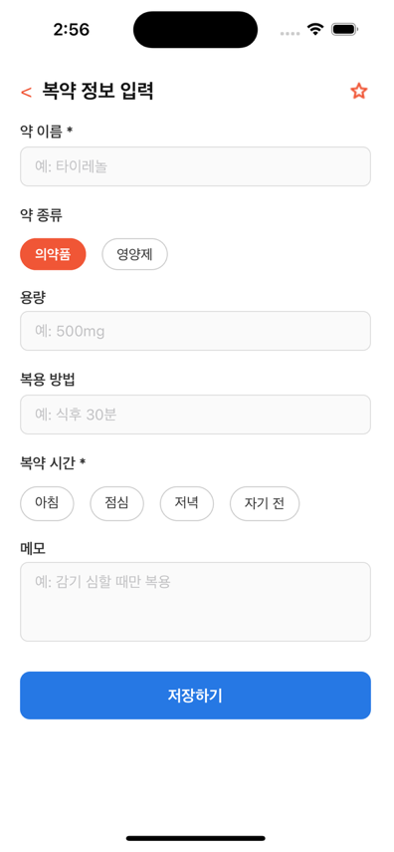 2:56
< 복약 정보 입력
약 이름 *
예: 타이레놀
약 종류
의약품 영양제
용량
예: 500mg
복용 방법
예: 식후 30분
복약 시간 *
아침 점심 저녁 자기 전
메모
예: 감기 심할 때만 복용
저장하기